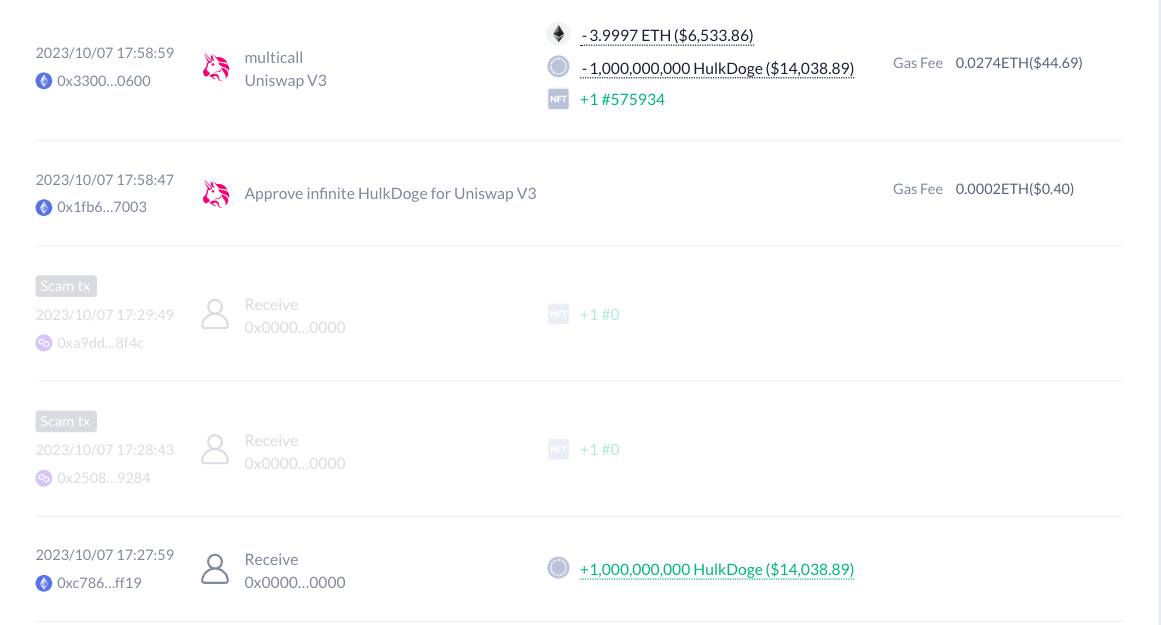 2023/10/07 17:58:59
0x3300...0600
multicall
Uniswap V3
-3.9997 ETH ($6,533.86)
-1,000,000,000 HulkDoge ($14,038.89)
NFT +1 #575934
Gas Fee 0.0274ETH($44.69)
2023/10/07 17:58:47
0x1fb6...7003
Approve infinite HulkDoge for Uniswap V3
Gas Fee 0.0002ETH($0.40)
Scam tx
2023/10/07 17:29:49
0xa9dd...8f4c
Receive
0x0000...0000
NFT +1 #0
Scam tx
2023/10/07 17:28:43
0x2508...9284
Receive
0x0000...0000
NFT +1 #0
2023/10/07 17:27:59
0xc786...ff19
Receive
0x0000...0000
+1,000,000,000 HulkDoge ($14,038.89)